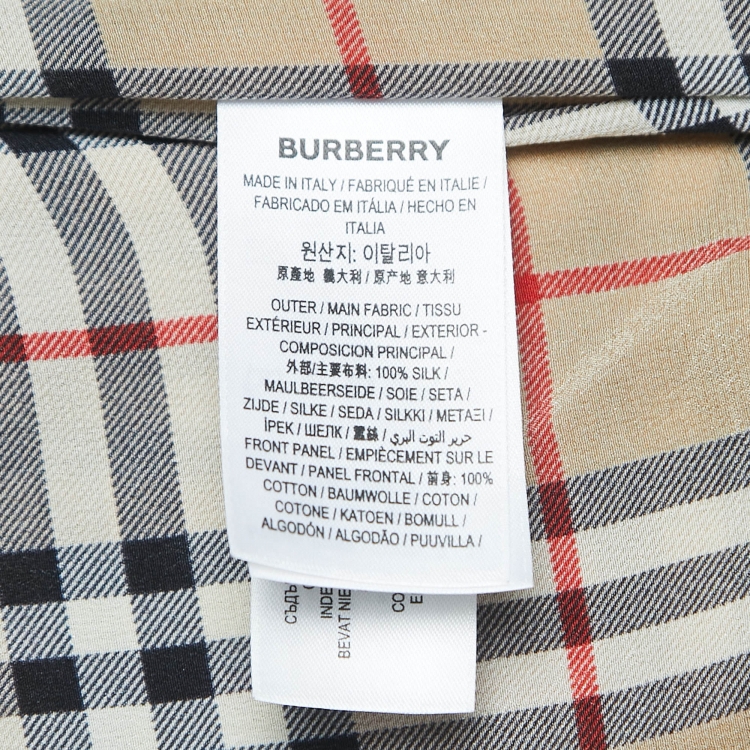 BURBERRY
MADE IN ITALY / FABRIQUÉ EN ITALIE /
FABRICADO EM ITÁLIA / HECHO EN
ITALIA
원산지: 이탈리아
原產地 義大利 / 原产地 意大利
OUTER / MAIN FABRIC / TISSU
EXTÉRIEUR / PRINCIPAL / EXTERIOR -
COMPOSICION PRINCIPAL /
外部/主要布料: 100% SILK /
MAULBEERSEIDE / SOIE / SETA /
ZIJDE / SILKE / SEDA / SILKKI / ΜΕΤΑΞΙ /
İPEK / ШЕЛК / 蠶絲 / حرير التوت البري /
FRONT PANEL / EMPIÈCEMENT SUR LE
DEVANT / PANEL FRONTAL / 前身: 100%
COTTON / BAUMWOLLE / COTON /
COTONE / KATOEN / BOMULL /
ALGODÓN / ALGODÃO / PUUVILLA /
BEVAT NIE
INDE